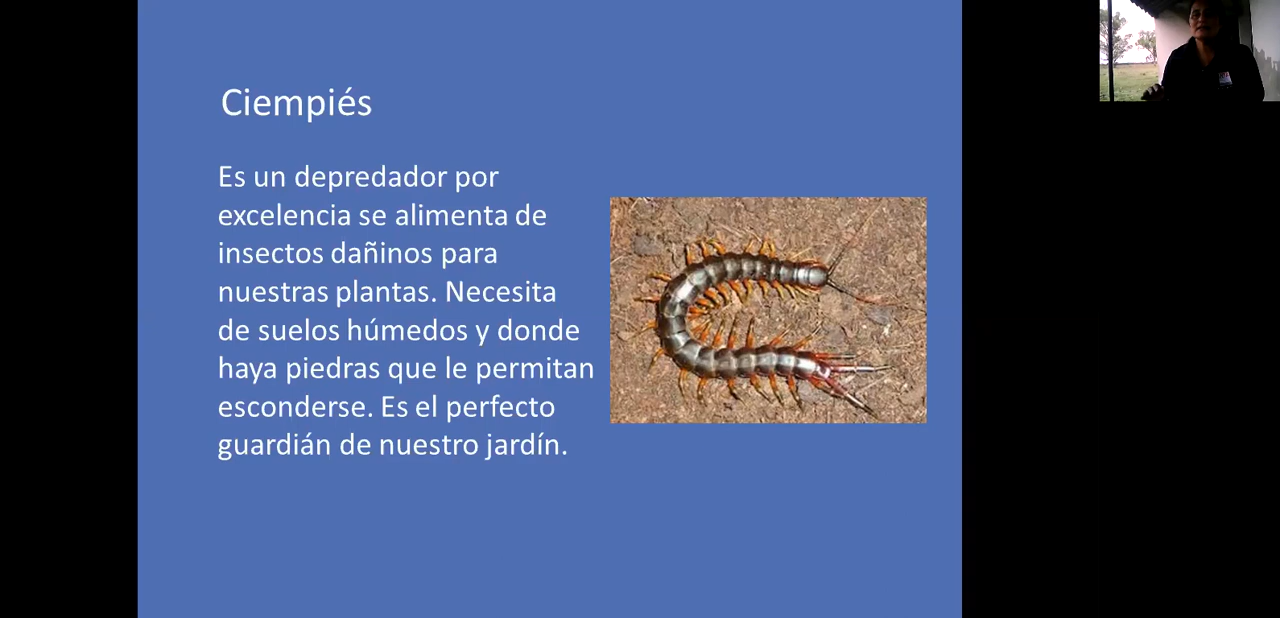 Ciempiés
Es un depredador por
excelencia se alimenta de
insectos dañinos para
nuestras plantas. Necesita
de suelos húmedos y donde
haya piedras que le permitan
esconderse. Es el perfecto
guardián de nuestro jardín.